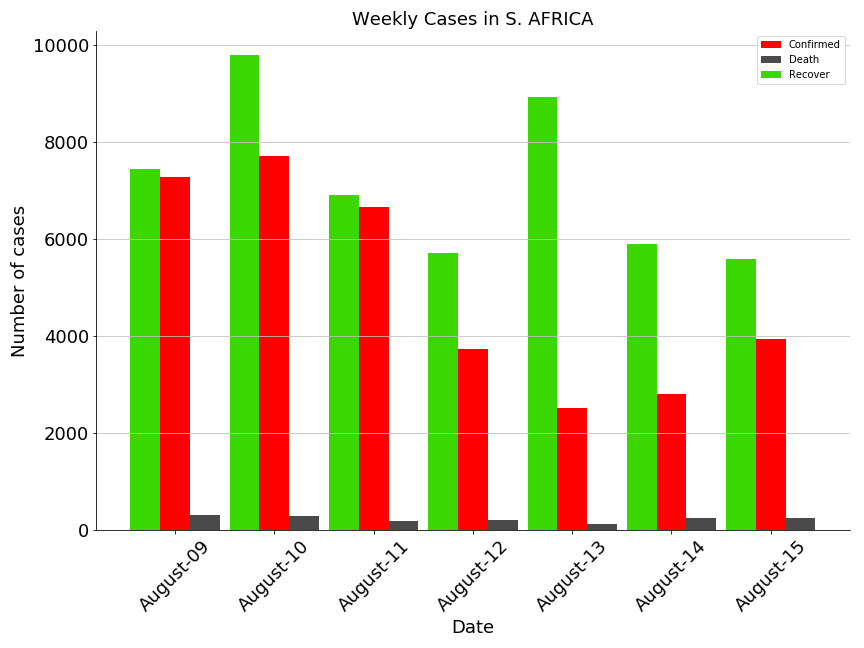 Weekly Cases in S. AFRICA
Confirmed
Death
Recover
Number of cases
10000
8000
6000
4000
2000
0
August-09
August-10
August-11
August-12
August-13
August-14
August-15
Date